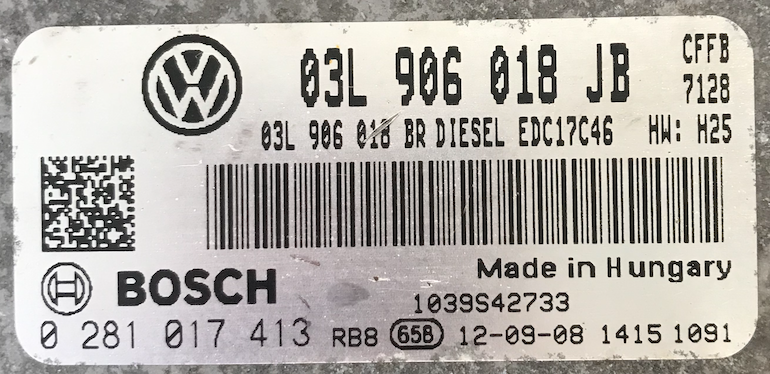 03L 906 018 JB CFFB
7128
03L 906 018 BR DIESEL EDC17C46 HW: H25
Made in Hungary
BOSCH
1039S42733
0 281 017 413 RB8 65B 12-09-08 1415 1091